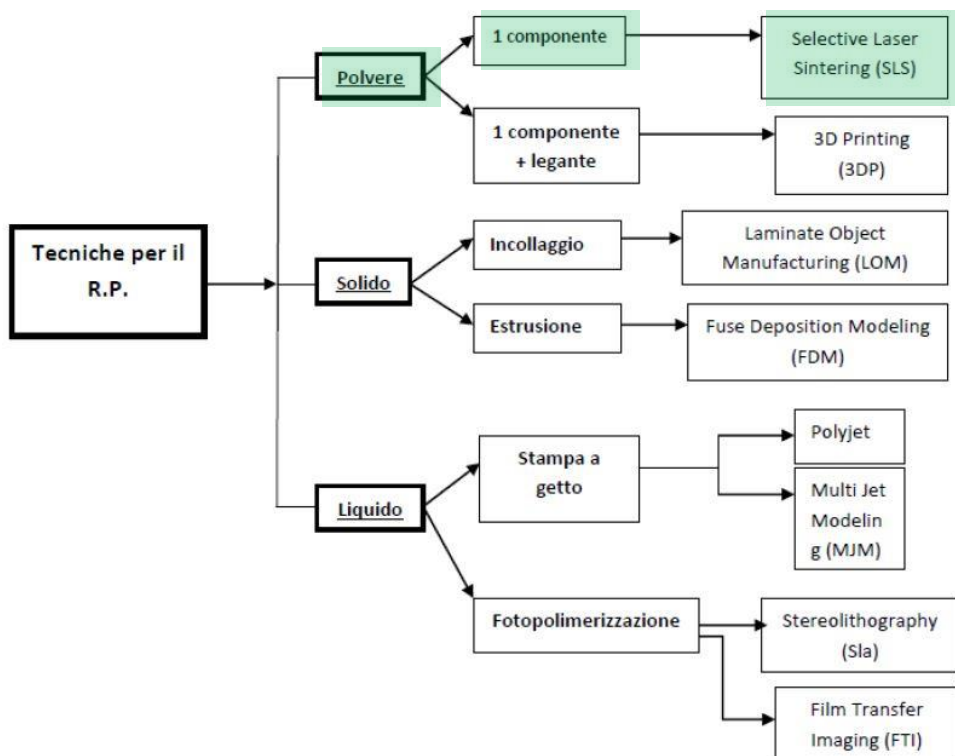 1 componente
Selective Laser
Sintering (SLS)
Polvere
1 componente
+ legante
3D Printing
(3DP)
Tecniche per il
R.P.
Incollaggio
Laminate Object
Manufacturing (LOM)
Solido
Estrusione
Fuse Deposition Modeling
(FDM)
Stampa a
getto
Polyjet
Multi Jet
Modelin
g (MJM)
Liquido
Fotopolimerizzazione
Stereolithography
(Sla)
Film Transfer
Imaging (FTI)